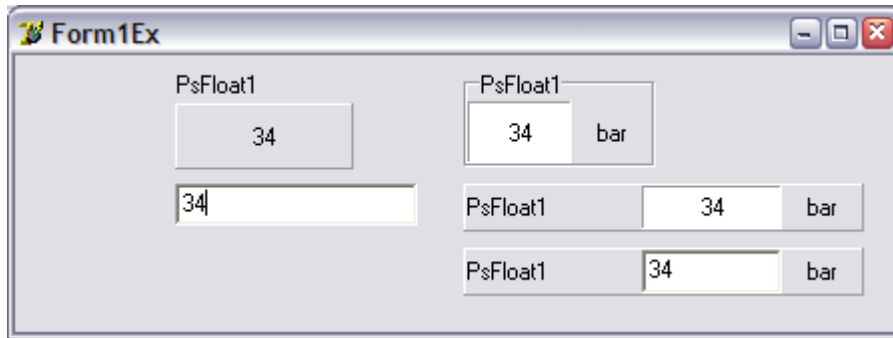 Form1Ex
PsFloat1
34
34
PsFloat1
34 bar
PsFloat1 34 bar
PsFloat1 34 bar